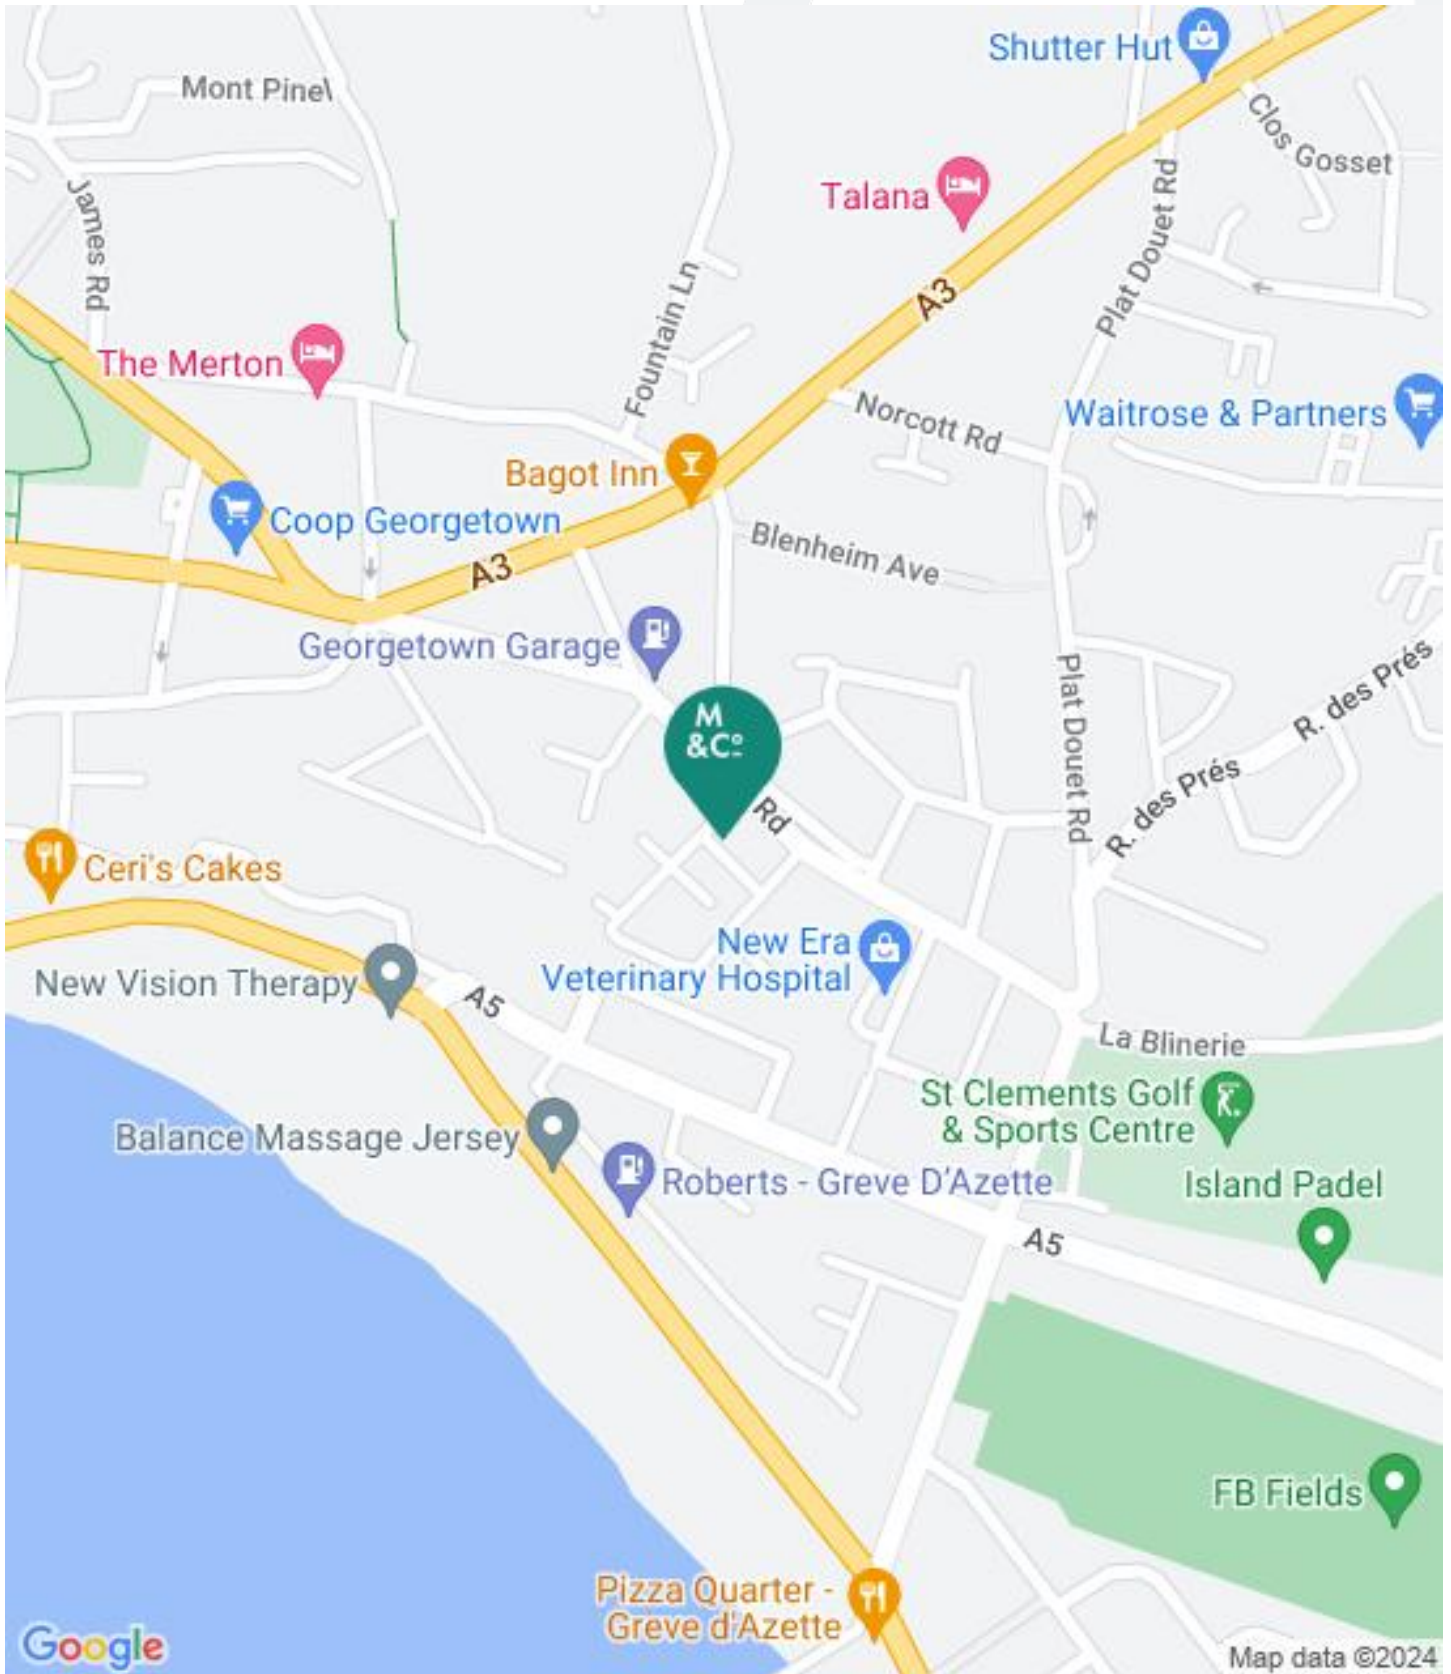 Shutter Hut
Mont Pinel
Clos Gosset
James Rd
Talana
Plat Douet Rd
A3
Fountain Ln
The Merton
Norcott Rd
Waitrose & Partners
Bagot Inn
Coop Georgetown
Blenheim Ave
A3
Georgetown Garage
Plat Douet Rd
R. des Prés
M
&Co
R. des Prés
Rd
Ceri's Cakes
New Era
Veterinary Hospital
New Vision Therapy
A5
La Blinerie
St Clements Golf
& Sports Centre
Balance Massage Jersey
Roberts - Greve D'Azette
Island Padel
A5
FB Fields
Pizza Quarter -
Greve d'Azette
Google
Map data ©2024